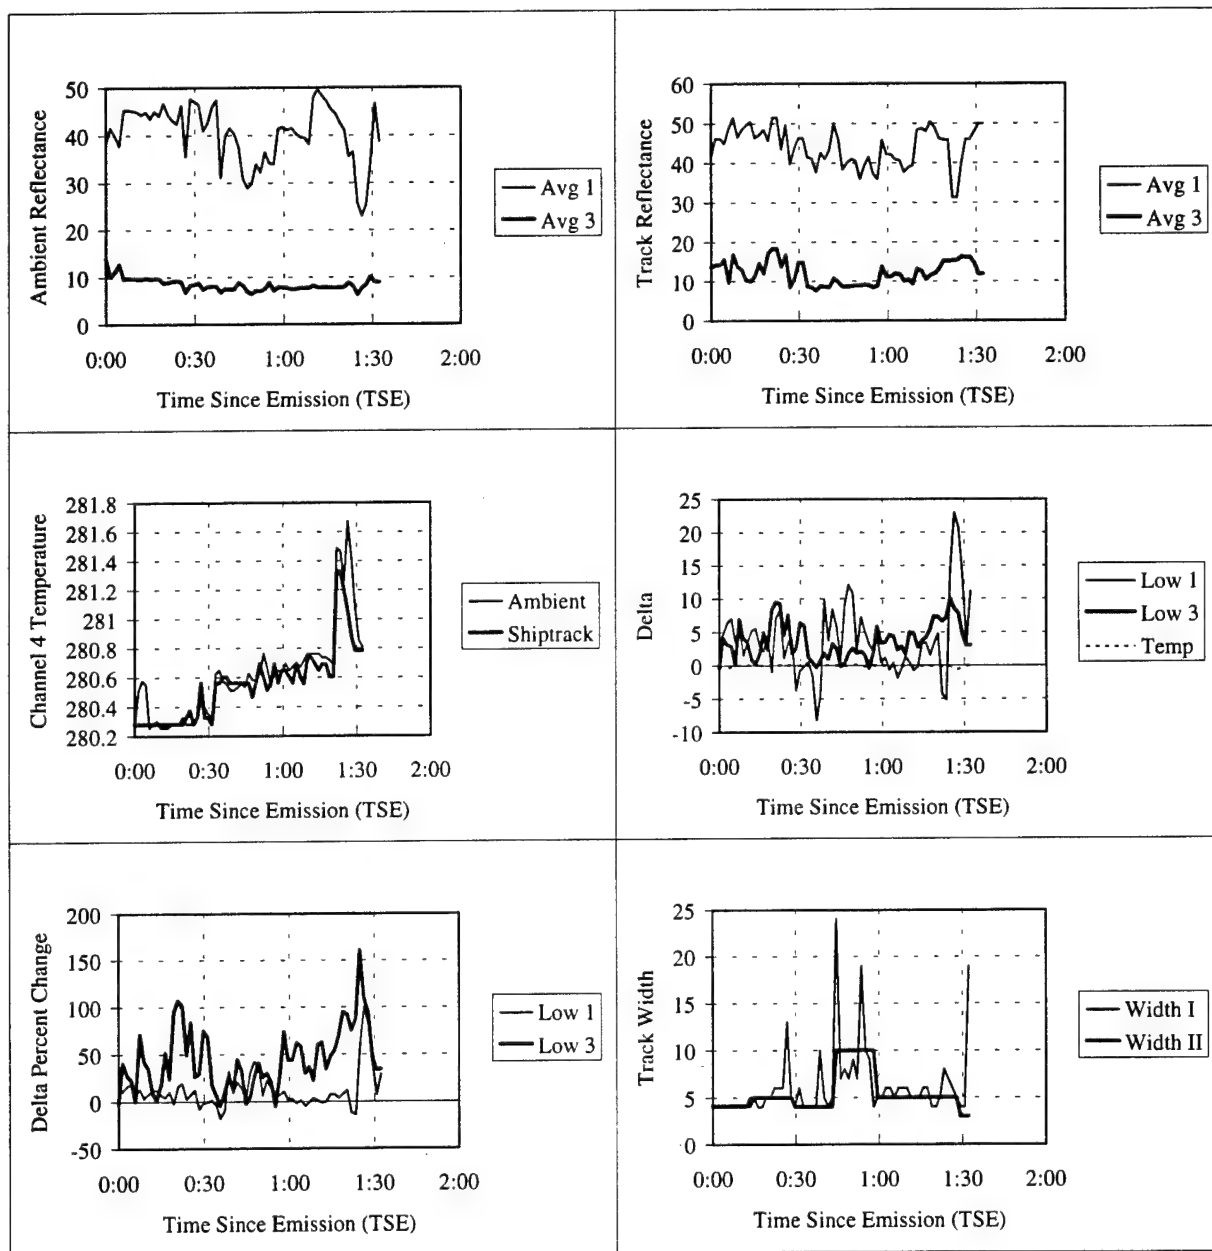 Ambient Reflectance
50
40
30
20
10
0
0:00 0:30 1:00 1:30 2:00
Time Since Emission (TSE)
Avg 1
Avg 3
Track Reflectance
60
50
40
30
20
10
0
0:00 0:30 1:00 1:30 2:00
Time Since Emission (TSE)
Avg 1
Avg 3
Channel 4 Temperature
281.8
281.6
281.4
281.2
281
280.8
280.6
280.4
280.2
0:00 0:30 1:00 1:30 2:00
Time Since Emission (TSE)
Ambient
Shiptrack
Delta
25
20
15
10
5
0
-5
-10
0:00 0:30 1:00 1:30 2:00
Time Since Emission (TSE)
Low 1
Low 3
Temp
Delta Percent Change
200
150
100
50
0
-50
0:00 0:30 1:00 1:30 2:00
Time Since Emission (TSE)
Low 1
Low 3
Track Width
25
20
15
10
5
0
0:00 0:30 1:00 1:30 2:00
Time Since Emission (TSE)
Width I
Width II